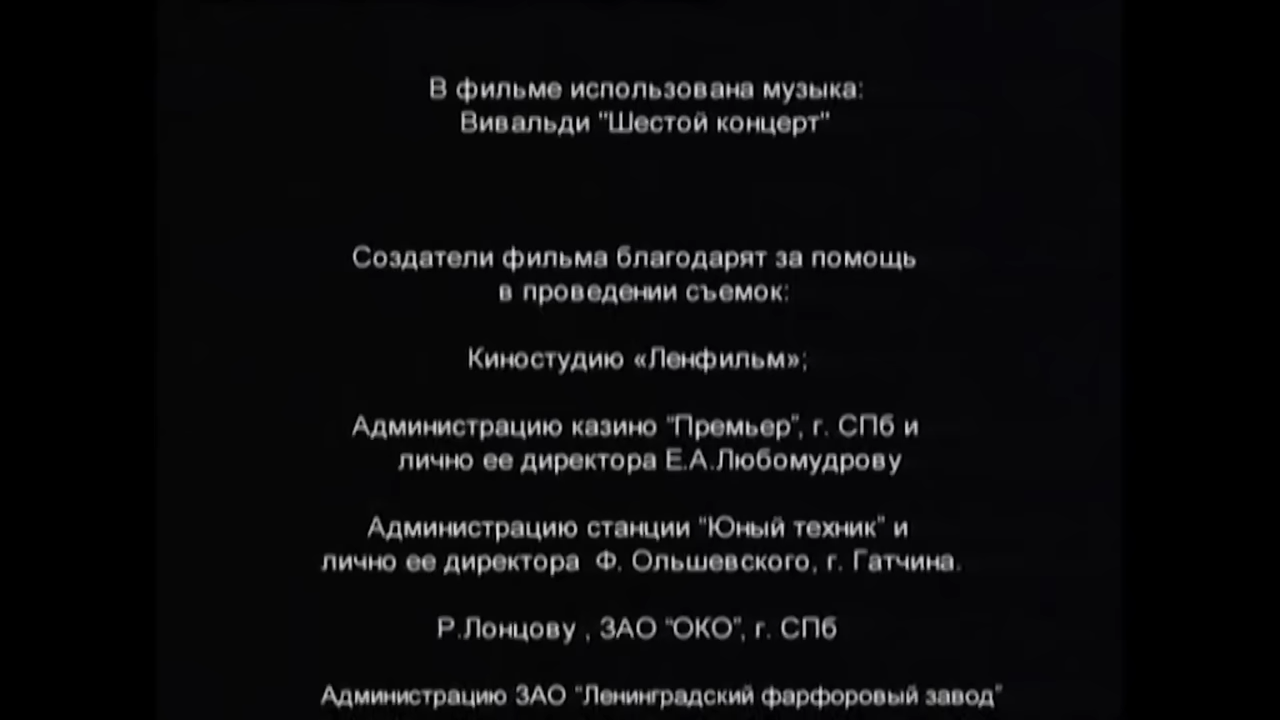 В фильме использована музыка:
Вивальди "Шестой концерт"
Создатели фильма благодарят за помощь
в проведении съемок:
Киностудию «Ленфильм»;
Администрацию казино "Премьер", г. СПб и
лично ее директора Е.А.Любомудрову
Администрацию станции "Юный техник" и
лично ее директора Ф. Ольшевского, г. Гатчина.
Р.Лонцову , ЗАО "ОКО", г. СПб
Администрацию ЗАО "Ленинградский фарфоровый завод"